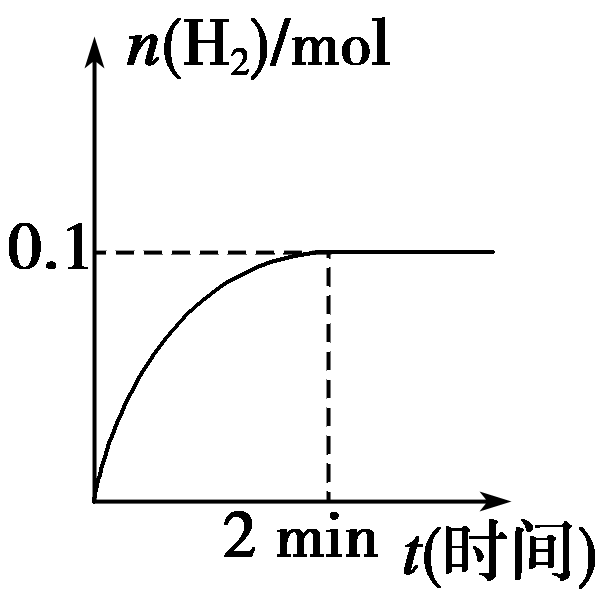 n(H₂)/mol
0.1
2 min
t(时间)